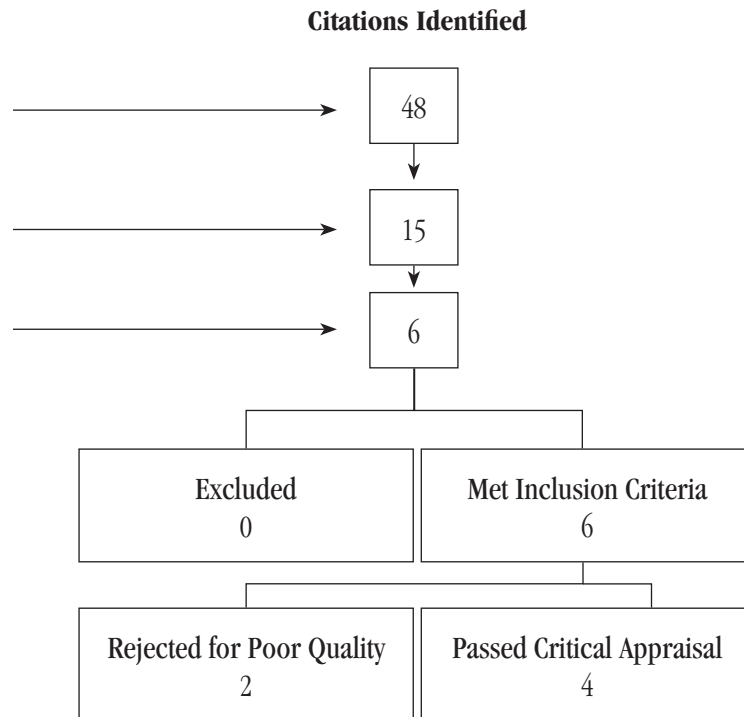 Citations Identified
48
15
6
Excluded
0
Met Inclusion Criteria
6
Rejected for Poor Quality
2
Passed Critical Appraisal
4